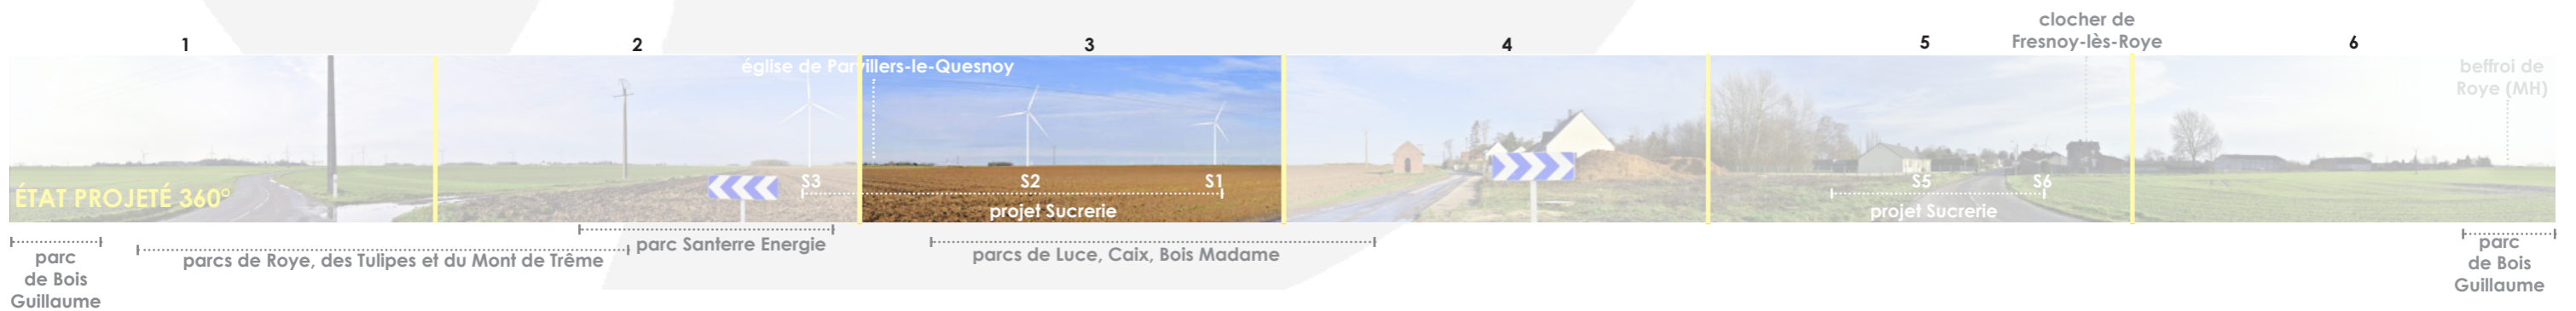 clocher de
Fresnoy-lès-Roye
1
2
3
4
5
6
église de Parvillers-le-Quesnoy
beffroi de
Roye (MH)
ÉTAT PROJETÉ 360°
S3
S2
S1
projet Sucrerie
S5
S6
projet Sucrerie
parc
de Bois
Guillaume
parcs de Roye, des Tulipes et du Mont de Trême
parc Santerre Energie
parcs de Luce, Caix, Bois Madame
parc
de Bois
Guillaume